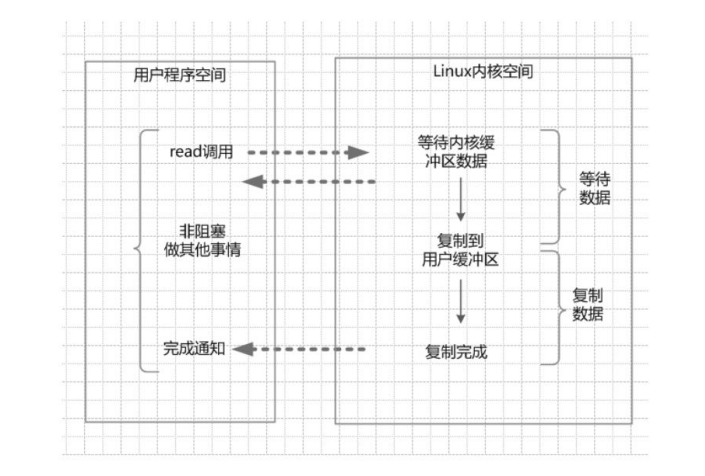 用户程序空间
Linux内核空间
read调用
等待内核缓
冲区数据
等待
数据
非阻塞
做其他事情
复制到
用户缓冲区
复制
数据
完成通知
复制完成